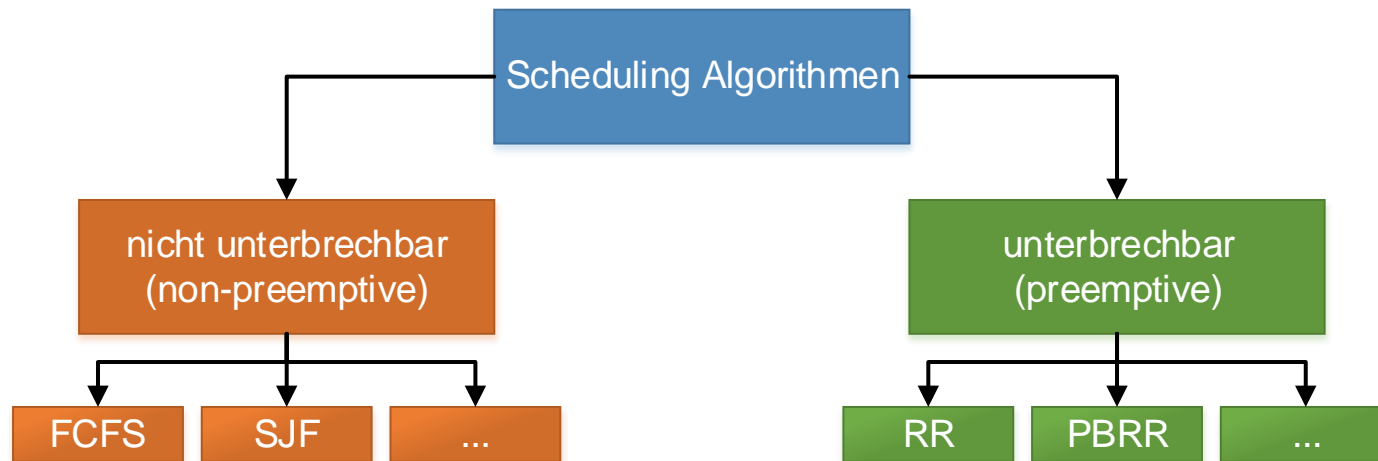 Scheduling Algorithmen
nicht unterbrechbar
(non-preemptive)
unterbrechbar
(preemptive)
FCFS
SJF
...
RR
PBRR
...